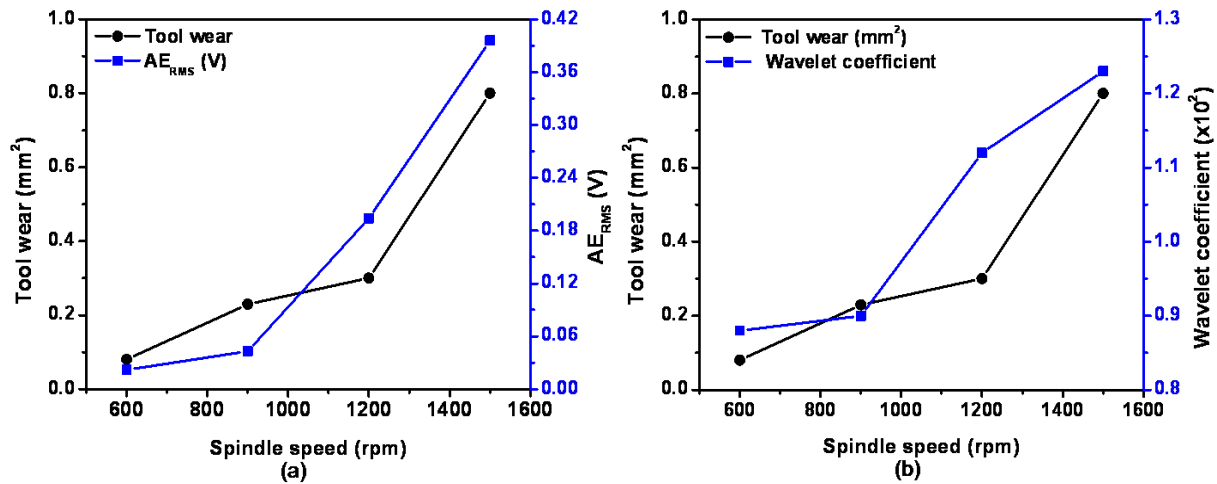 Tool wear
AE_RMS (V)
1.0
0.8
0.6
0.4
0.2
0.0
Tool wear (mm²)
0.42
0.36
0.30
0.24
0.18
0.12
0.06
0.00
AE_RMS (V)
600 800 1000 1200 1400 1600
Spindle speed (rpm)
(a)
Tool wear (mm²)
Wavelet coefficient
1.0
0.8
0.6
0.4
0.2
0.0
Tool wear (mm²)
1.3
1.2
1.1
1.0
0.9
0.8
Wavelet coefficient (x10²)
600 800 1000 1200 1400 1600
Spindle speed (rpm)
(b)